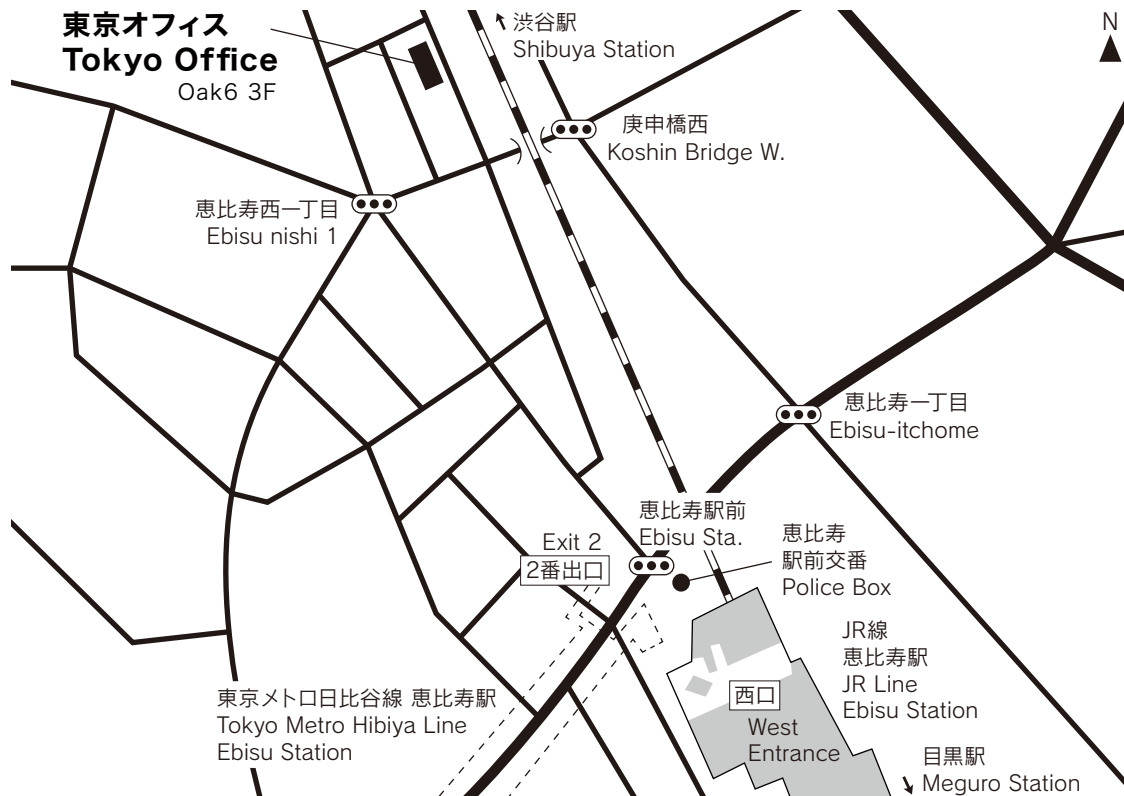 東京オフィス
Tokyo Office
Oak6 3F
渋谷駅
Shibuya Station
N
庚申橋西
Koshin Bridge W.
恵比寿西一丁目
Ebisu nishi 1
恵比寿一丁目
Ebisu-itchome
恵比寿駅前
Ebisu Sta.
Exit 2
2番出口
恵比寿
駅前交番
Police Box
JR線
恵比寿駅
JR Line
Ebisu Station
西口
West
Entrance
東京メトロ日比谷線 恵比寿駅
Tokyo Metro Hibiya Line
Ebisu Station
目黒駅
Meguro Station